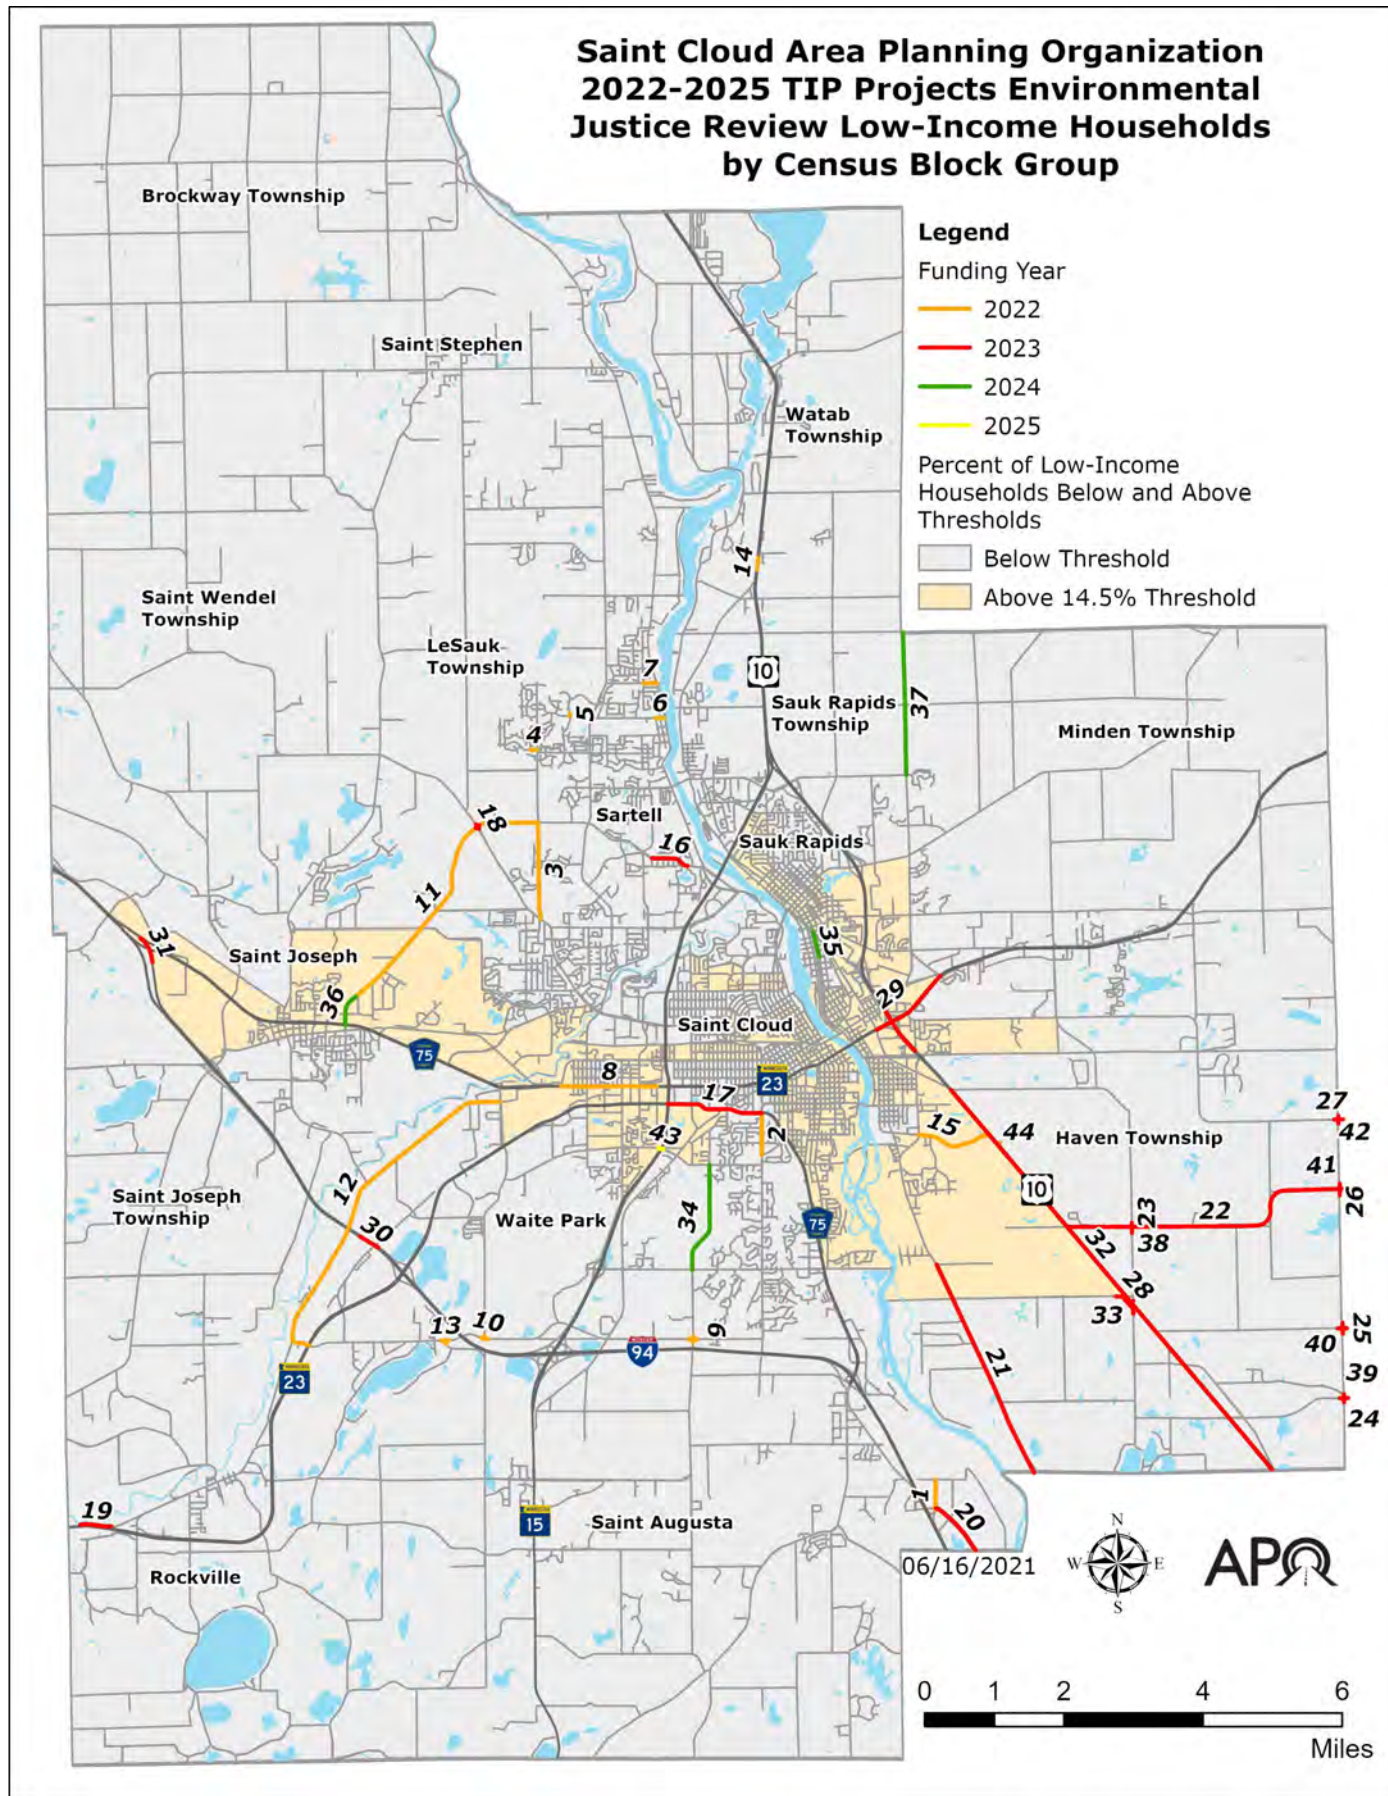 Saint Cloud Area Planning Organization
2022-2025 TIP Projects Environmental
Justice Review Low-Income Households
by Census Block Group
Legend
Funding Year
2022
2023
2024
2025
Percent of Low-Income
Households Below and Above
Thresholds
Below Threshold
Above 14.5% Threshold
Brockway Township
Saint Stephen
Watab
Township
14
Saint Wendel
Township
LeSauk
Township
7
10
6
5
4
Sauk Rapids
Township
37
Minden Township
18
Sartell
16
Sauk Rapids
3
11
31
Saint Joseph
35
36
29
Saint Cloud
75
8
23
17
27
42
43
2
15
44
Haven Township
41
12
10
26
Saint Joseph
Township
30
Waite Park
34
75
23
22
32
38
28
33
13
10
9
94
25
40
21
39
24
23
19
15
Saint Augusta
1
20
Rockville
06/16/2021
N
W
E
S
APO
0
1
2
4
6
Miles